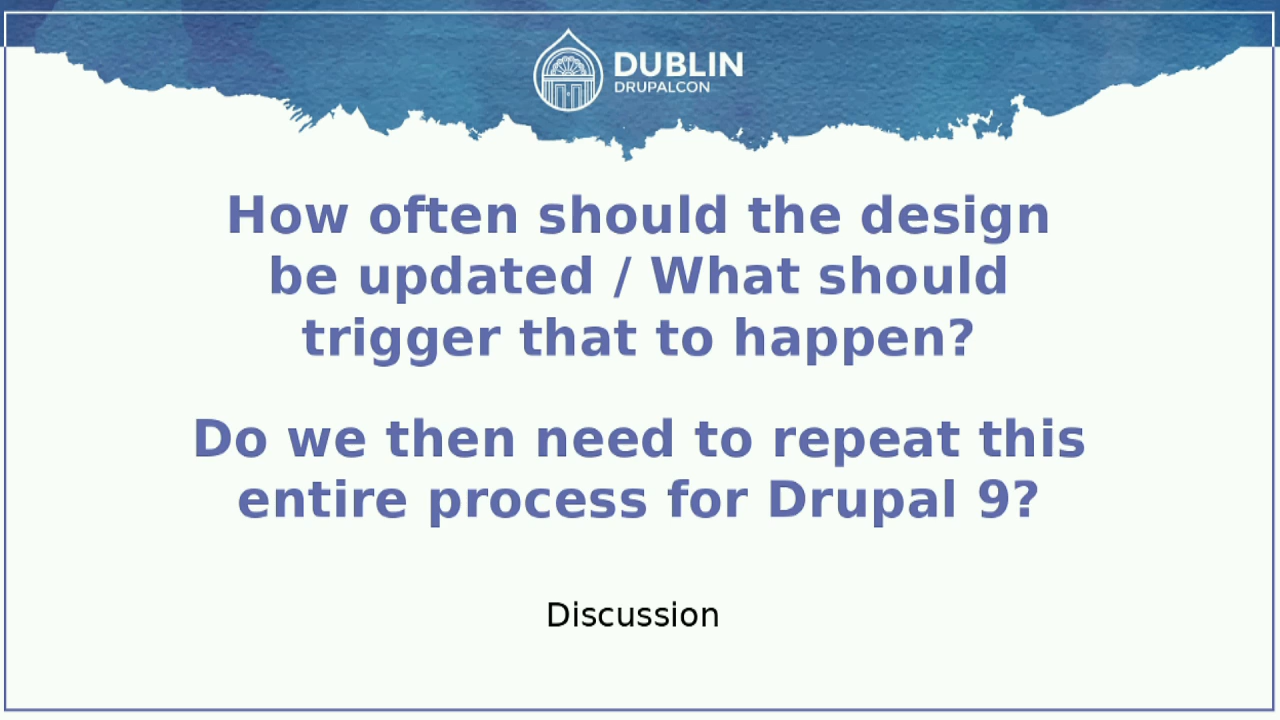 DUBLIN
DRUPALCON
How often should the design
be updated / What should
trigger that to happen?
Do we then need to repeat this
entire process for Drupal 9?
Discussion